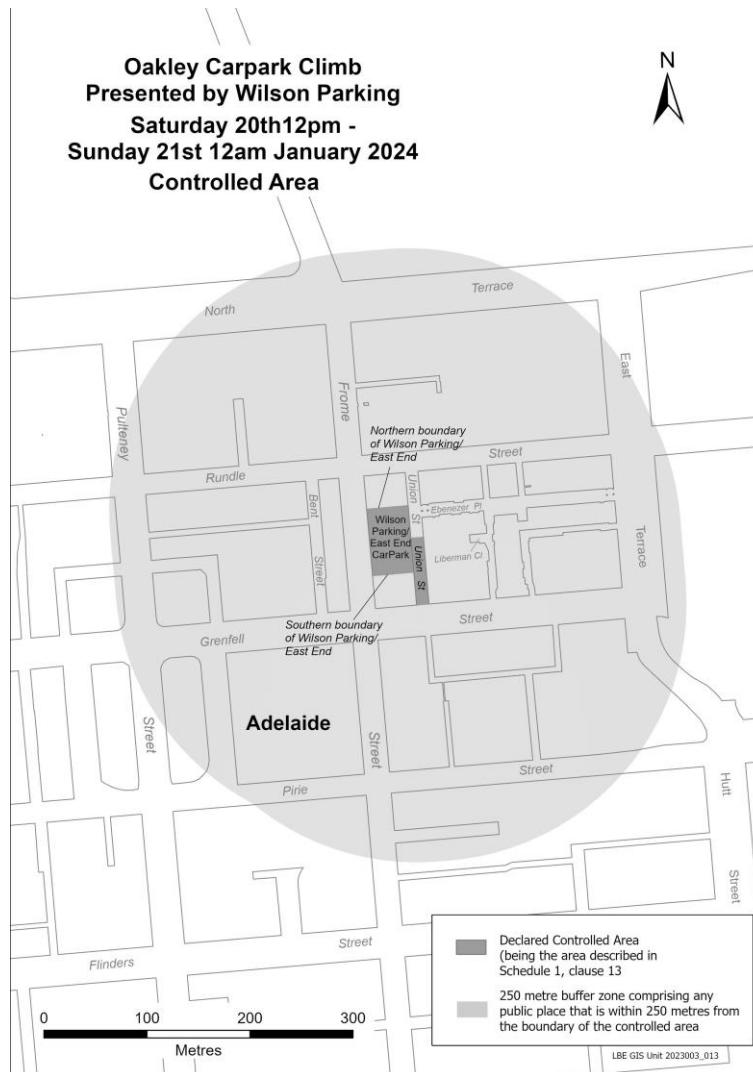 Oakley Carpark Climb
Presented by Wilson Parking
Saturday 20th12pm -
Sunday 21st 12am January 2024
Controlled Area
N
North
Terrace
East
Frome
Pulteney
Northern boundary
of Wilson Parking/
East End
Street
Rundle
Union
St
Bent
Ebenezer Pl
Wilson
Parking/
East End
CarPark
Union St
Liberman Cl
Terrace
Street
Southern boundary
of Wilson Parking/
East End
Street
Grenfell
Adelaide
Street
Street
Street
Pirie
Hutt
Street
Street
Flinders
0 100 200 300
Metres
Declared Controlled Area
(being the area described in
Schedule 1, clause 13
250 metre buffer zone comprising any
public place that is within 250 metres from
the boundary of the controlled area
LBE GIS Unit 2023003_013